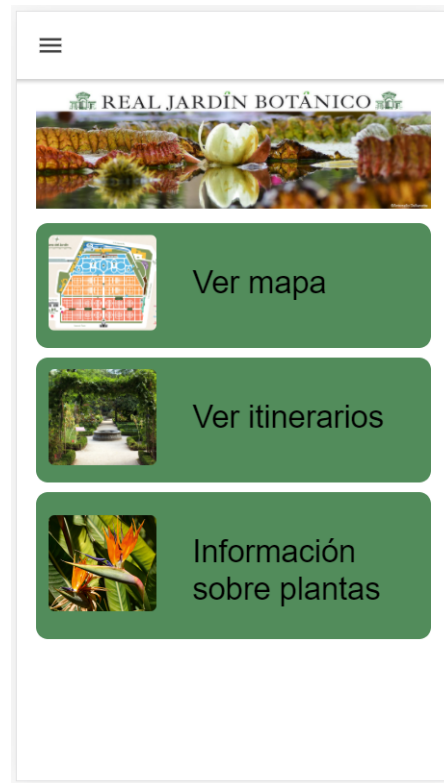 REAL JARDÍN BOTÁNICO
Ver mapa
Ver itinerarios
Información
sobre plantas